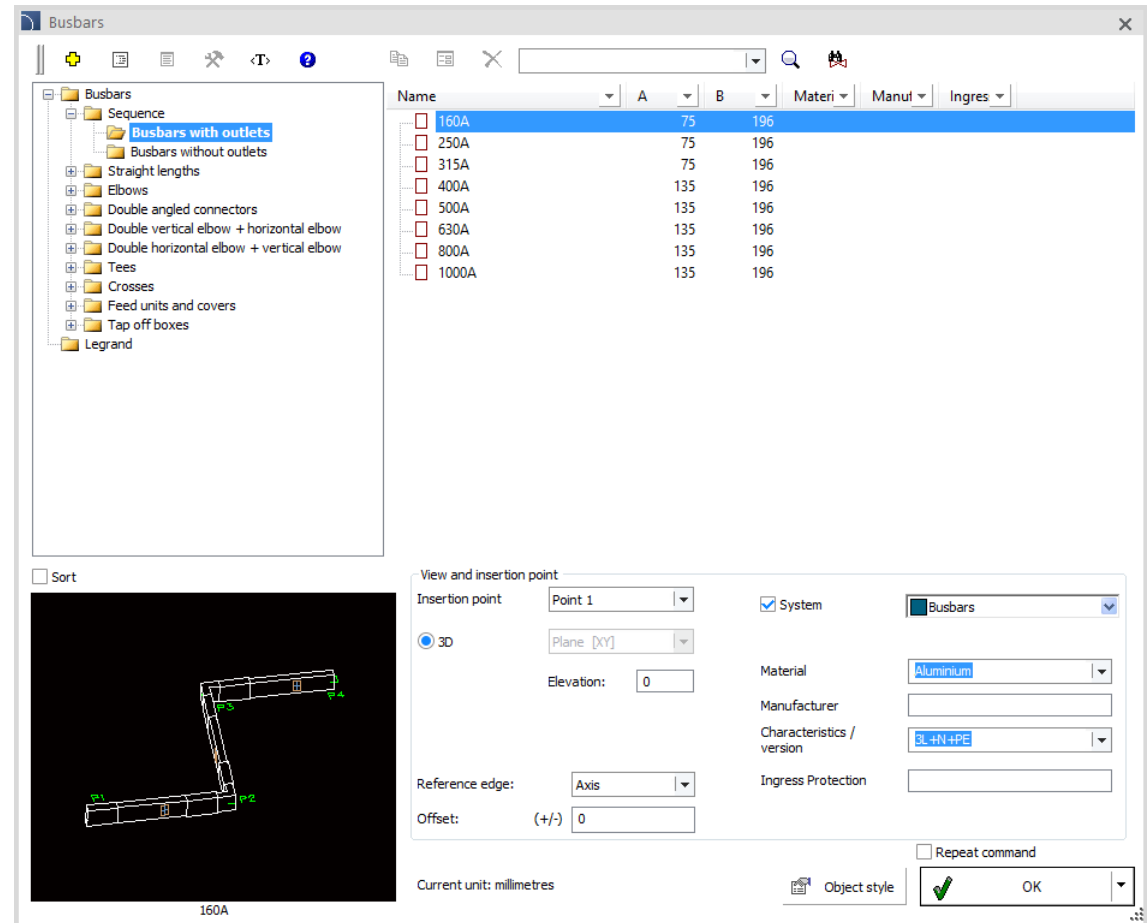 Busbars
<T>
Busbars
Sequence
Busbars with outlets
Busbars without outlets
Straight lengths
Elbows
Double angled connectors
Double vertical elbow + horizontal elbow
Double horizontal elbow + vertical elbow
Tees
Crosses
Feed units and covers
Tap off boxes
Legrand
Name A B Materi Manuf Ingres
160A 75 196
250A 75 196
315A 75 196
400A 135 196
500A 135 196
630A 135 196
800A 135 196
1000A 135 196
Sort
P1
P2
P3
P4
160A
View and insertion point
Insertion point Point 1
3D Plane [XY]
Elevation: 0
Reference edge: Axis
Offset: (+/-) 0
System Busbars
Material Aluminium
Manufacturer
Characteristics /
version
3L+N+PE
Ingress Protection
Repeat command
Current unit: millimetres
Object style
OK